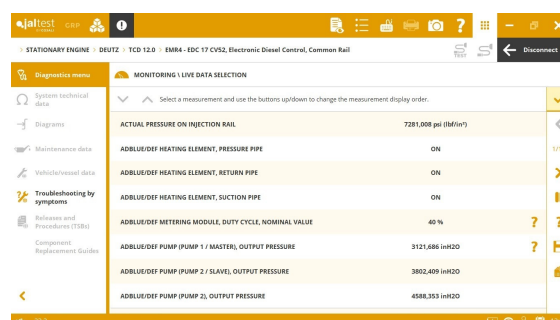 jaltest GRP
> STATIONARY ENGINE > DEUTZ > TCD 12.0 > EMR4 - EDC 17 CV52, Electronic Diesel Control, Common Rail
TEST
Disconnect
Diagnostics menu
System technical data
Diagrams
Maintenance data
Vehicle/vessel data
Troubleshooting by symptoms
Releases and Procedures (TSBs)
Component Replacement Guides
MONITORING \ LIVE DATA SELECTION
Select a measurement and use the buttons up/down to change the measurement display order.
ACTUAL PRESSURE ON INJECTION RAIL 7281,008 psi (lbf/in²)
ADBLUE/DEF HEATING ELEMENT, PRESSURE PIPE ON
ADBLUE/DEF HEATING ELEMENT, RETURN PIPE ON
ADBLUE/DEF HEATING ELEMENT, SUCTION PIPE ON
ADBLUE/DEF METERING MODULE, DUTY CYCLE, NOMINAL VALUE 40 % ?
ADBLUE/DEF PUMP (PUMP 1 / MASTER), OUTPUT PRESSURE 3121,686 inH2O ?
ADBLUE/DEF PUMP (PUMP 2 / SLAVE), OUTPUT PRESSURE 3802,409 inH2O
ADBLUE/DEF PUMP (PUMP 2), OUTPUT PRESSURE 4588,353 inH2O